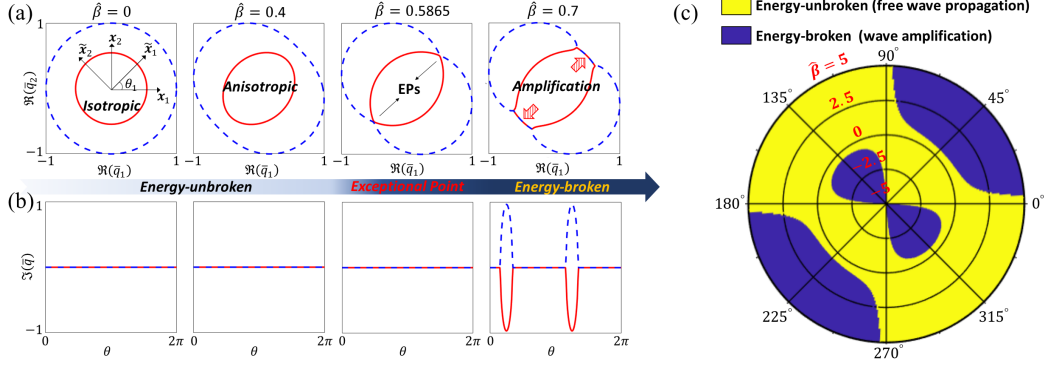 (a)
β̂ = 0
β̂ = 0.4
β̂ = 0.5865
β̂ = 0.7
1
ℜ(q̃₂)
−1
x₂
x̃₂
x̃₁
θ₁
x₁
Isotropic
Anisotropic
EPs
Amplification
−1 ℜ(q̃₁) 1
−1 ℜ(q̃₁) 1
−1 ℜ(q̃₁) 1
−1 ℜ(q̃₁) 1
Energy-unbroken Exceptional Point Energy-broken
(b)
1
ℑ(q̃)
−1
0 θ 2π
0 θ 2π
0 θ 2π
0 θ 2π
(c)
Energy-unbroken (free wave propagation)
Energy-broken (wave amplification)
90°
β̂ = 5
135°
45°
2.5
0
−2.5
−5
180°
0°
225°
315°
270°